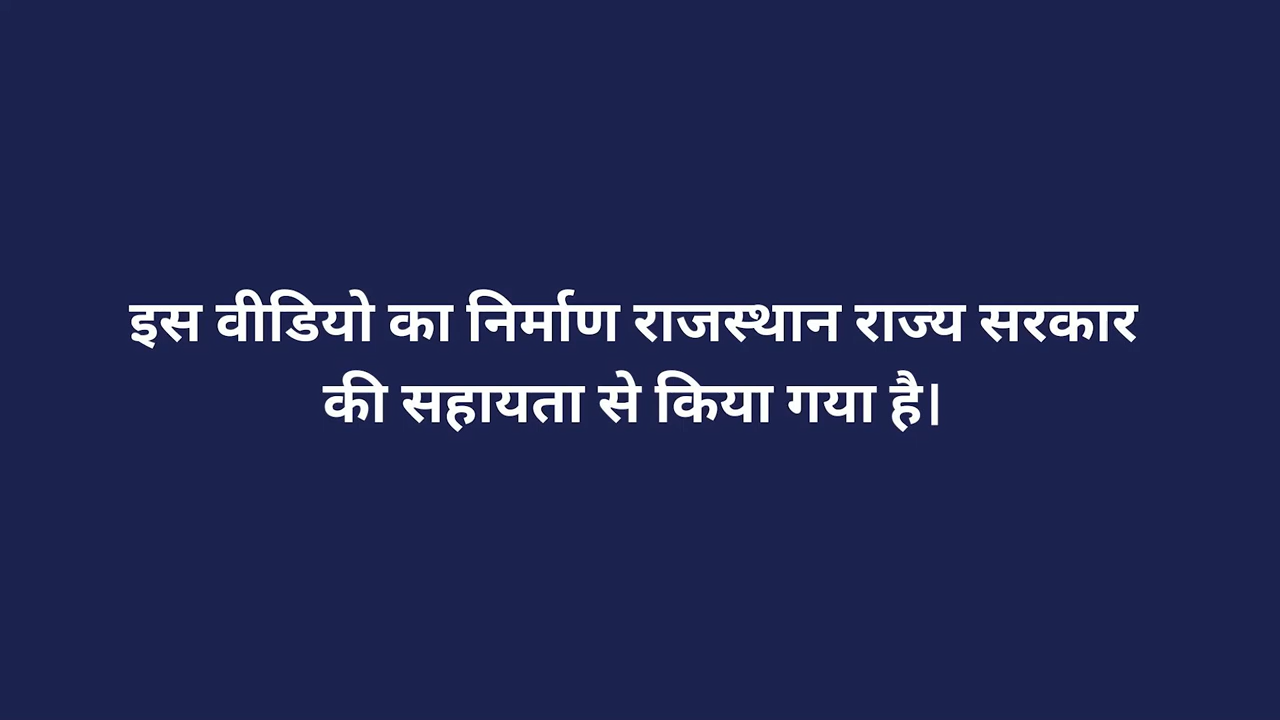 इस वीडियो का निर्माण राजस्थान राज्य सरकार
की सहायता से किया गया है।